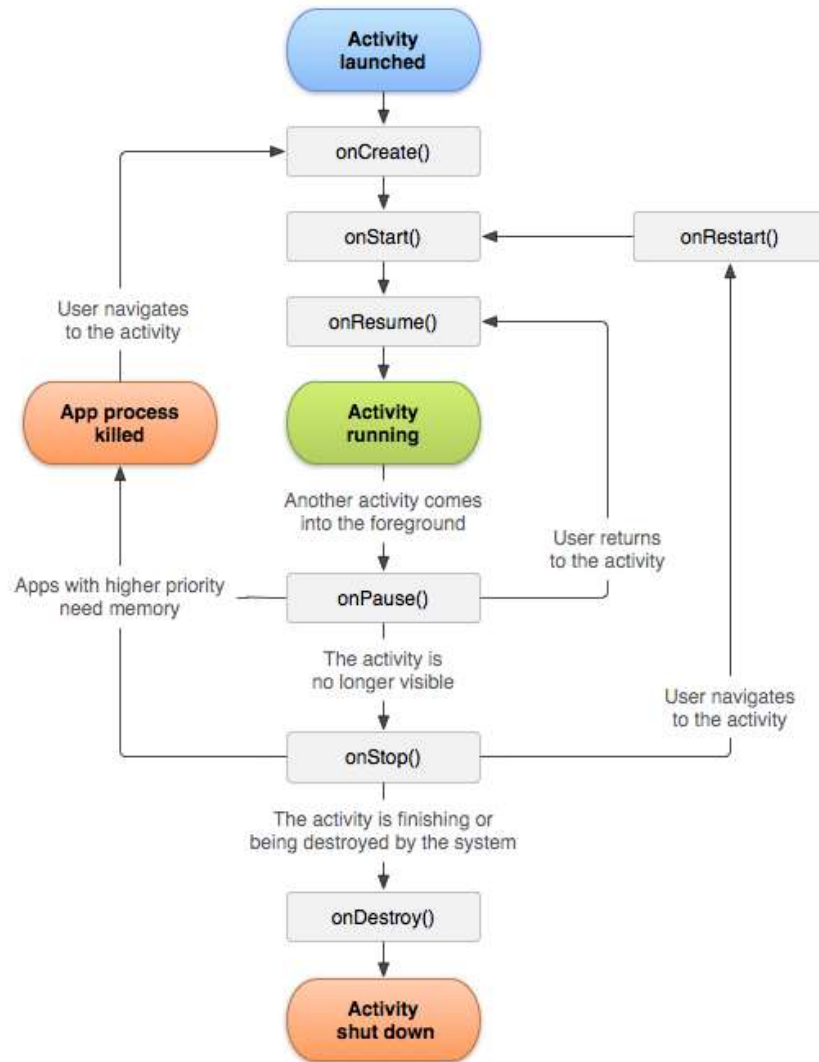 Activity
launched
onCreate()
onStart()
onRestart()
User navigates
to the activity
onResume()
App process
killed
Activity
running
Another activity comes
into the foreground
User returns
to the activity
Apps with higher priority
need memory
onPause()
The activity is
no longer visible
User navigates
to the activity
onStop()
The activity is finishing or
being destroyed by the system
onDestroy()
Activity
shut down